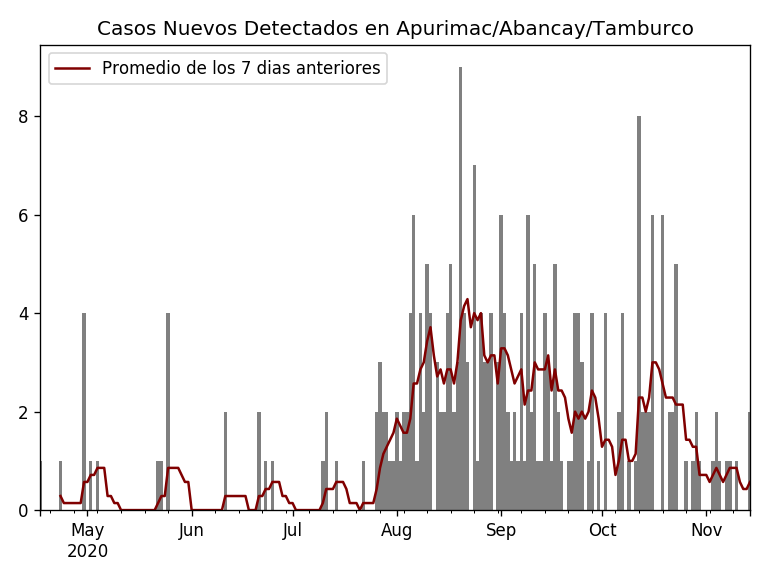 Casos Nuevos Detectados en Apurimac/Abancay/Tamburco
Promedio de los 7 dias anteriores
8
6
4
2
0
May Jun Jul Aug Sep Oct Nov
2020